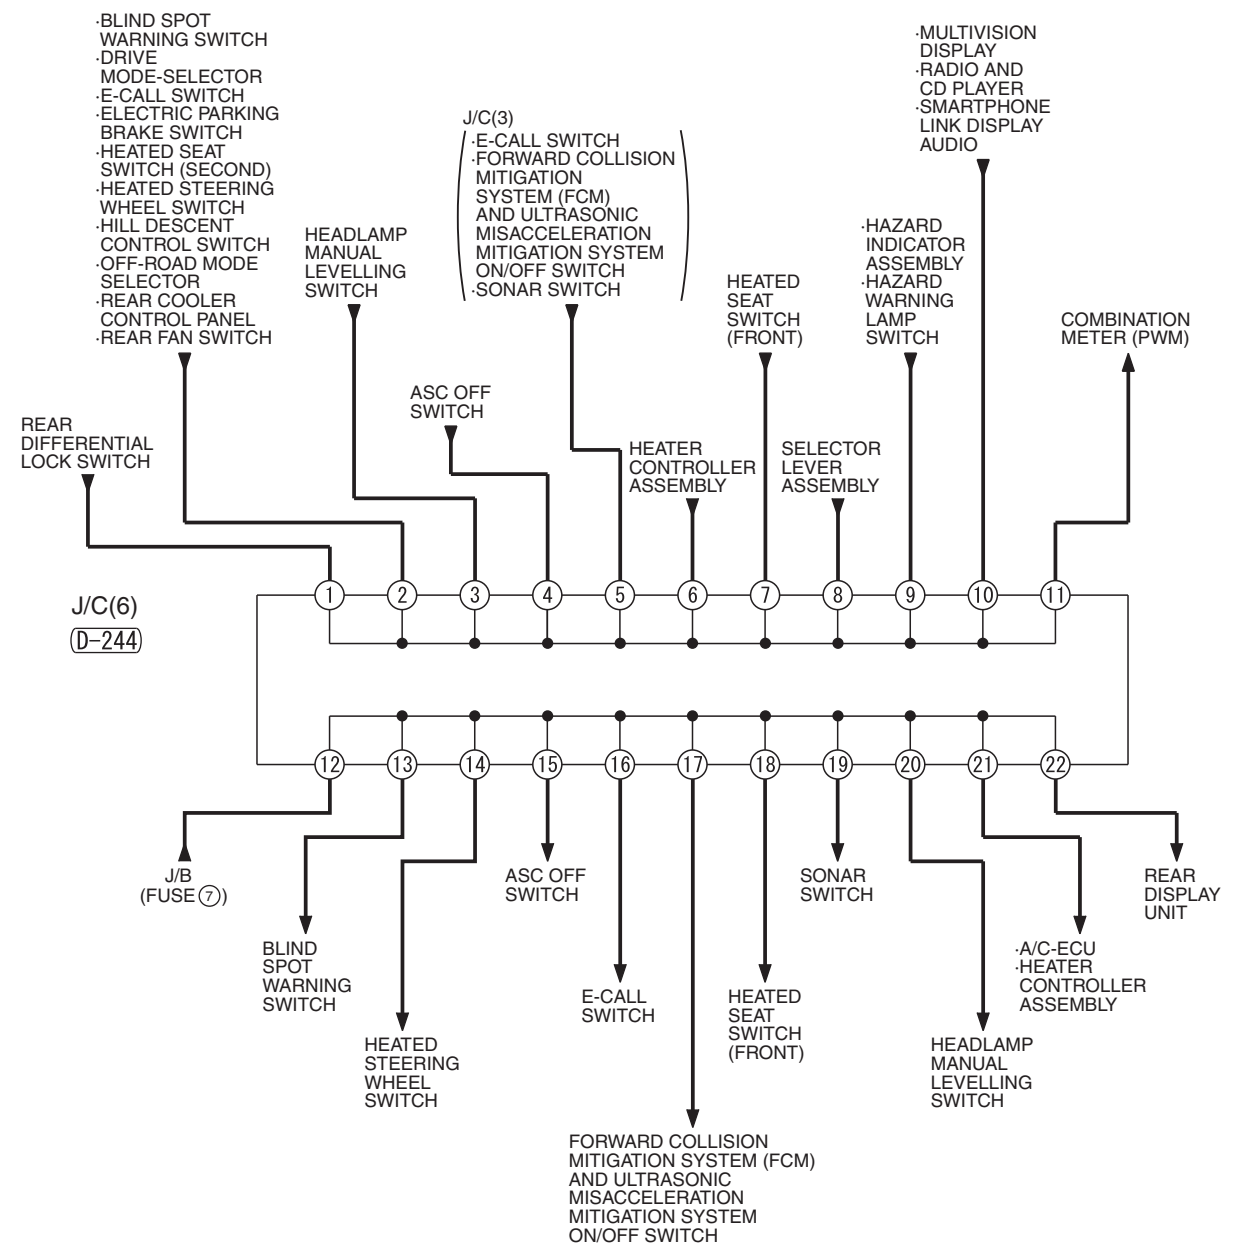 ·BLIND SPOT
WARNING SWITCH
·DRIVE
MODE-SELECTOR
·E-CALL SWITCH
·ELECTRIC PARKING
BRAKE SWITCH
·HEATED SEAT
SWITCH (SECOND)
·HEATED STEERING
WHEEL SWITCH
·HILL DESCENT
CONTROL SWITCH
·OFF-ROAD MODE
SELECTOR
·REAR COOLER
CONTROL PANEL
·REAR FAN SWITCH
·MULTIVISION
DISPLAY
·RADIO AND
CD PLAYER
·SMARTPHONE
LINK DISPLAY
AUDIO
J/C(3)
·E-CALL SWITCH
·FORWARD COLLISION
MITIGATION
SYSTEM (FCM)
AND ULTRASONIC
MISACCELERATION
MITIGATION SYSTEM
ON/OFF SWITCH
·SONAR SWITCH
HEADLAMP
MANUAL
LEVELLING
SWITCH
·HAZARD
INDICATOR
ASSEMBLY
·HAZARD
WARNING
LAMP
SWITCH
HEATED
SEAT
SWITCH
(FRONT)
COMBINATION
METER (PWM)
ASC OFF
SWITCH
REAR
DIFFERENTIAL
LOCK SWITCH
HEATER
CONTROLLER
ASSEMBLY
SELECTOR
LEVER
ASSEMBLY
J/C(6)
D-244
1 2 3 4 5 6 7 8 9 10 11
12 13 14 15 16 17 18 19 20 21 22
J/B
(FUSE 7)
ASC OFF
SWITCH
SONAR
SWITCH
REAR
DISPLAY
UNIT
BLIND
SPOT
WARNING
SWITCH
·A/C-ECU
·HEATER
CONTROLLER
ASSEMBLY
E-CALL
SWITCH
HEATED
SEAT
SWITCH
(FRONT)
HEATED
STEERING
WHEEL
SWITCH
HEADLAMP
MANUAL
LEVELLING
SWITCH
FORWARD COLLISION
MITIGATION SYSTEM (FCM)
AND ULTRASONIC
MISACCELERATION
MITIGATION SYSTEM
ON/OFF SWITCH